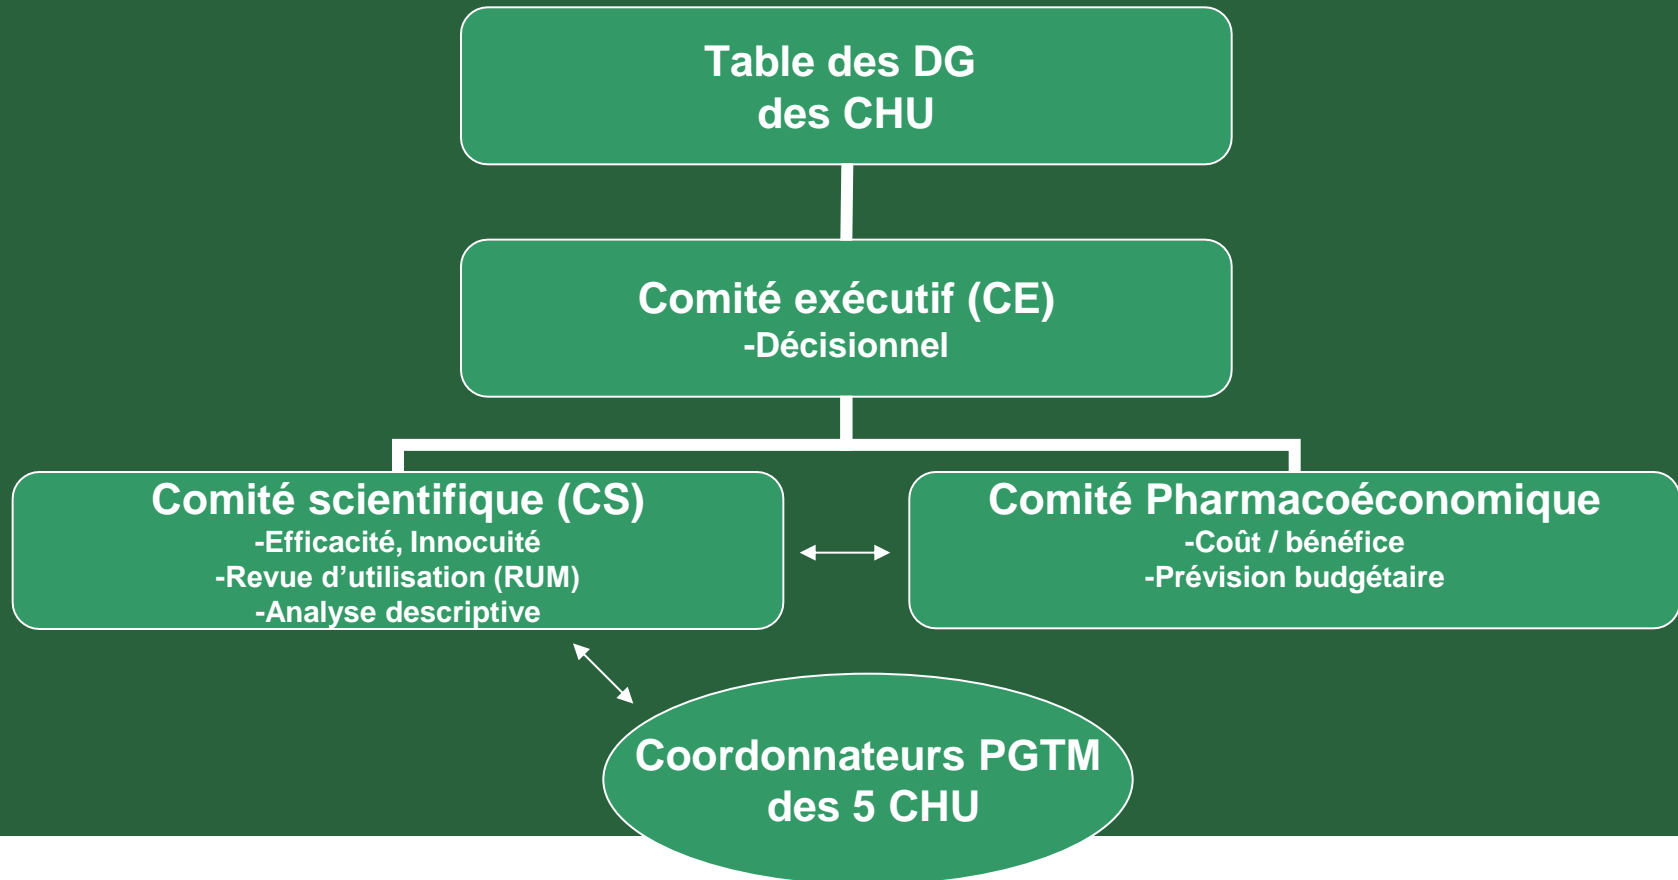 Table des DG
des CHU
Comité exécutif (CE)
-Décisionnel
Comité scientifique (CS)
-Efficacité, Innocuité
-Revue d'utilisation (RUM)
-Analyse descriptive
Comité Pharmacoéconomique
-Coût / bénéfice
-Prévision budgétaire
Coordonnateurs PGTM
des 5 CHU